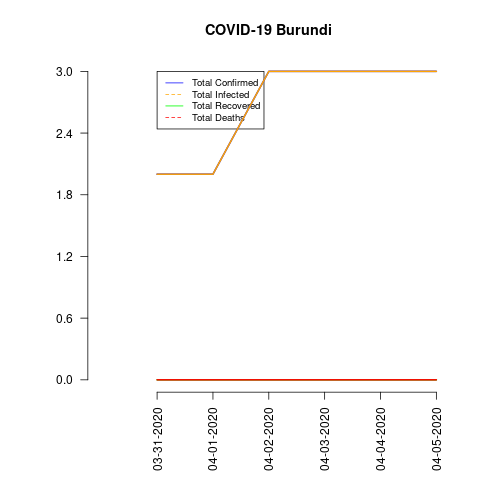 COVID-19 Burundi
3.0
2.4
1.8
1.2
0.6
0.0
Total Confirmed
Total Infected
Total Recovered
Total Deaths
03-31-2020
04-01-2020
04-02-2020
04-03-2020
04-04-2020
04-05-2020